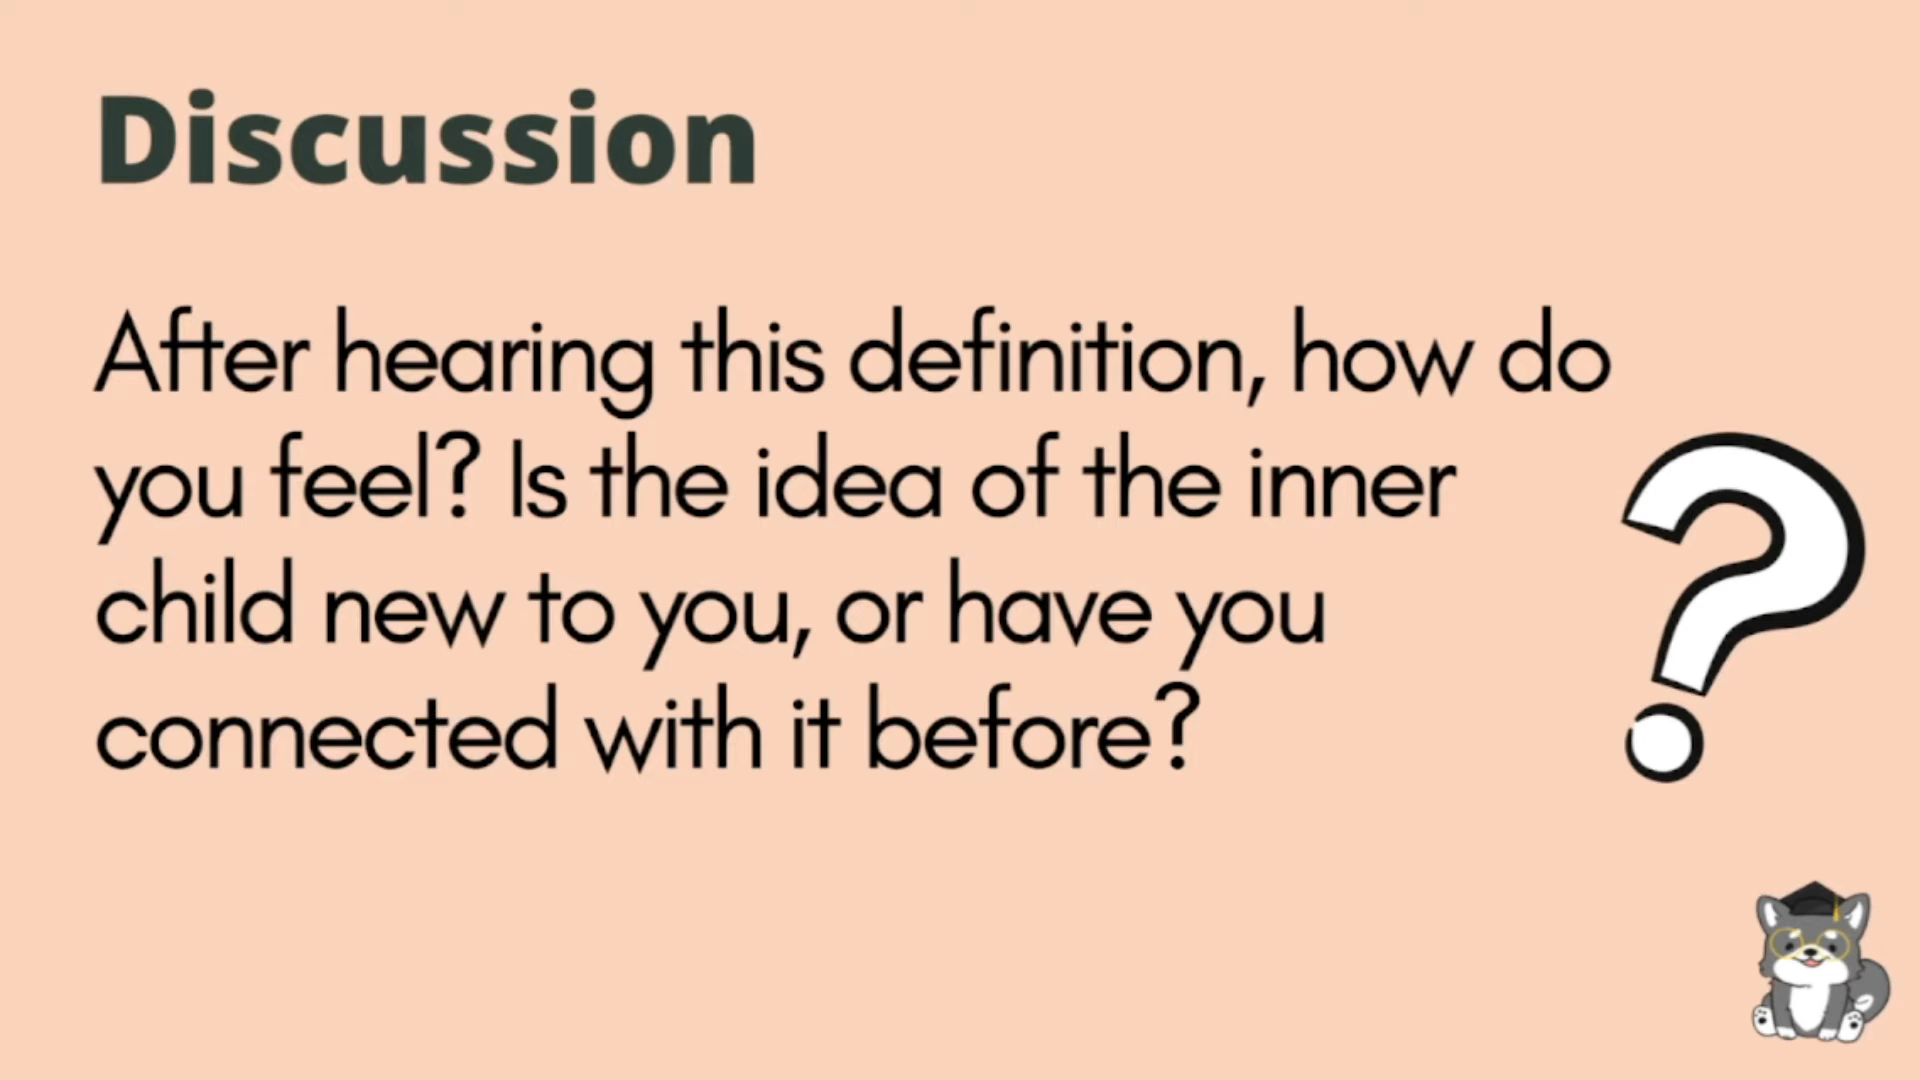 Discussion
After hearing this definition, how do
you feel? Is the idea of the inner
child new to you, or have you
connected with it before?
?